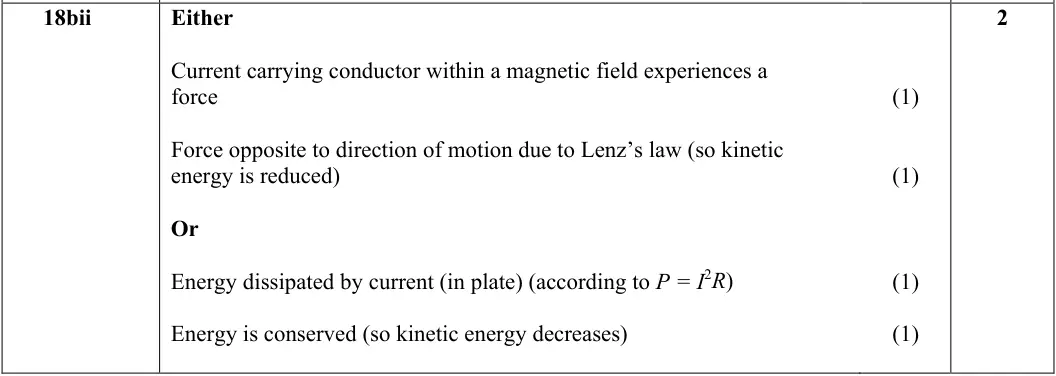 18bii Either 2
Current carrying conductor within a magnetic field experiences a
force (1)
Force opposite to direction of motion due to Lenz’s law (so kinetic
energy is reduced) (1)
Or
Energy dissipated by current (in plate) (according to P = I²R) (1)
Energy is conserved (so kinetic energy decreases) (1)